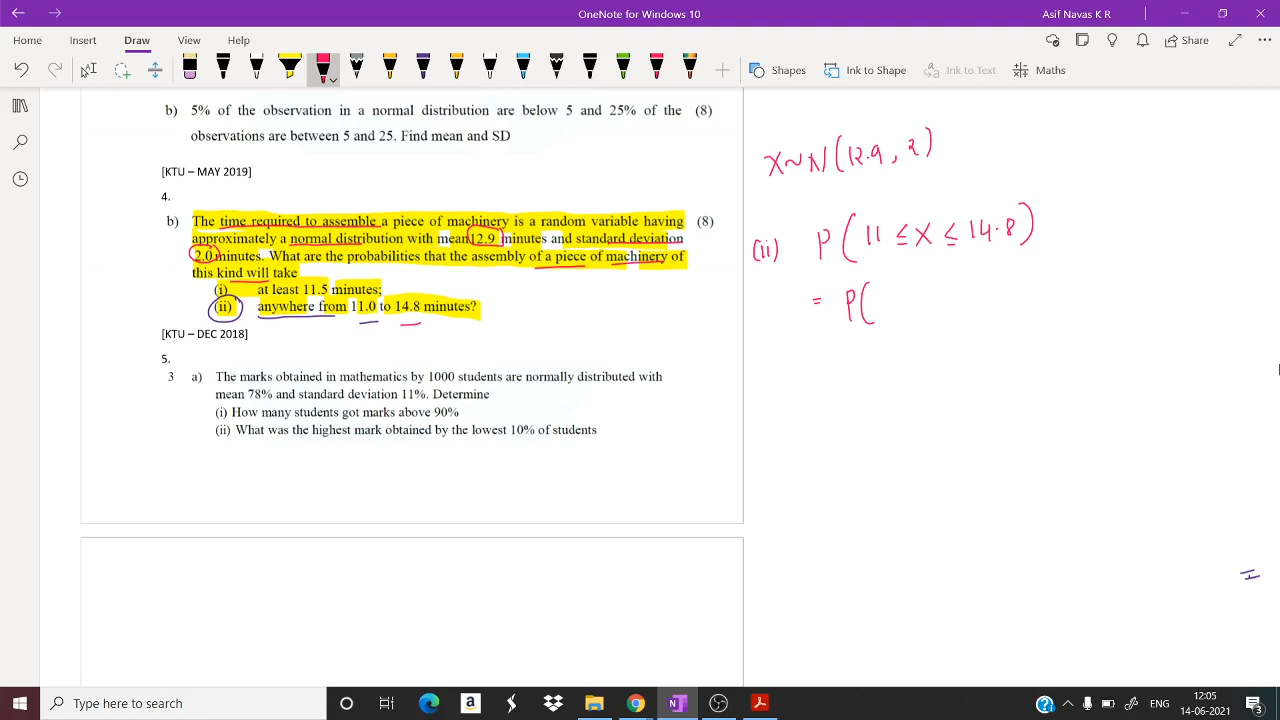 OneNote for Windows 10
Asif Navas K R
Home Insert Draw View Help
Share
Shapes Ink to Shape Ink to Text Maths
b) 5% of the observation in a normal distribution are below 5 and 25% of the (8)
observations are between 5 and 25. Find mean and SD
[KTU – MAY 2019]
4.
b) The time required to assemble a piece of machinery is a random variable having (8)
approximately a normal distribution with mean 12.9 minutes and standard deviation
2.0 minutes. What are the probabilities that the assembly of a piece of machinery of
this kind will take
(i) at least 11.5 minutes;
(ii) anywhere from 11.0 to 14.8 minutes?
[KTU – DEC 2018]
5.
3 a) The marks obtained in mathematics by 1000 students are normally distributed with
mean 78% and standard deviation 11%. Determine
(i) How many students got marks above 90%
(ii) What was the highest mark obtained by the lowest 10% of students
X~N(12.9, 2)
(ii) P(11 ≤ X ≤ 14.8)
= P(
=
Type here to search
ENG
12:05
14-06-2021
3